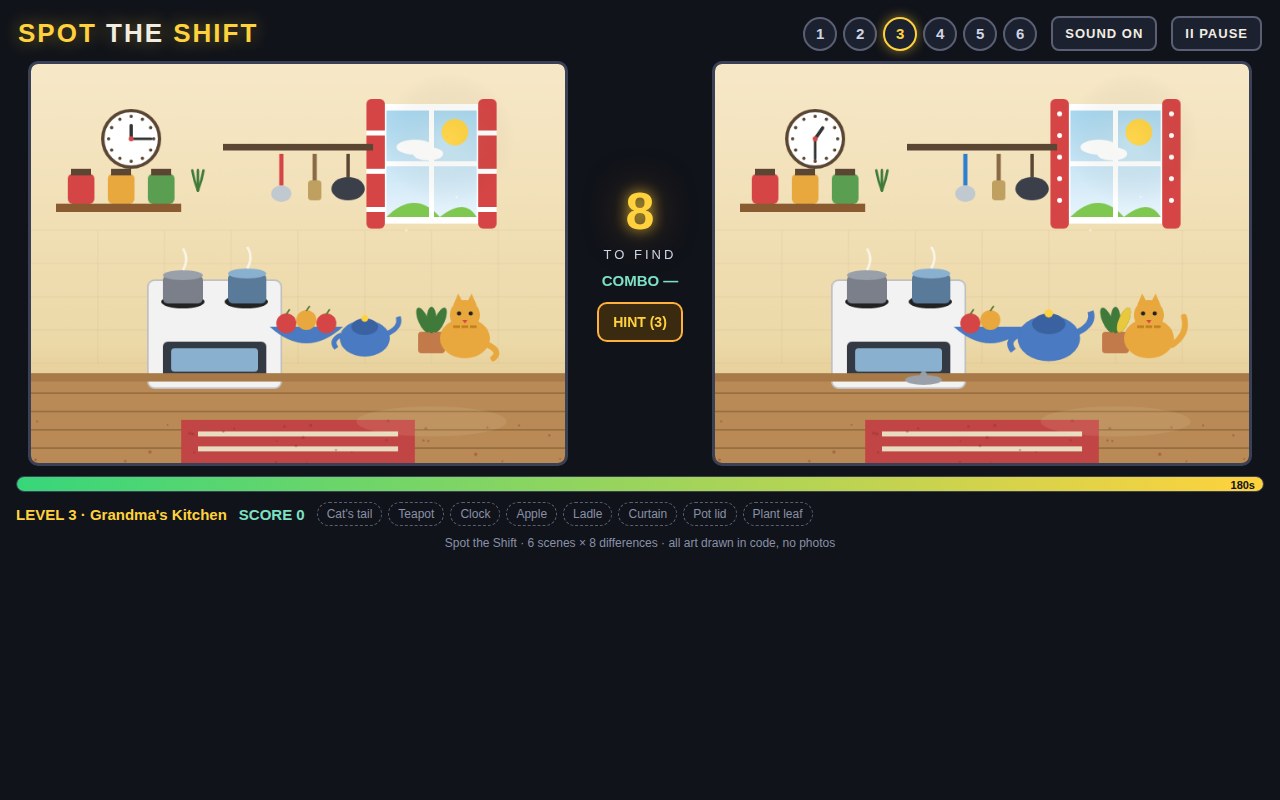 SPOT THE SHIFT
1 2 3 4 5 6 SOUND ON II PAUSE
8
TO FIND
COMBO —
HINT (3)
180s
LEVEL 3 · Grandma's Kitchen SCORE 0 Cat's tail Teapot Clock Apple Ladle Curtain Pot lid Plant leaf
Spot the Shift · 6 scenes × 8 differences · all art drawn in code, no photos